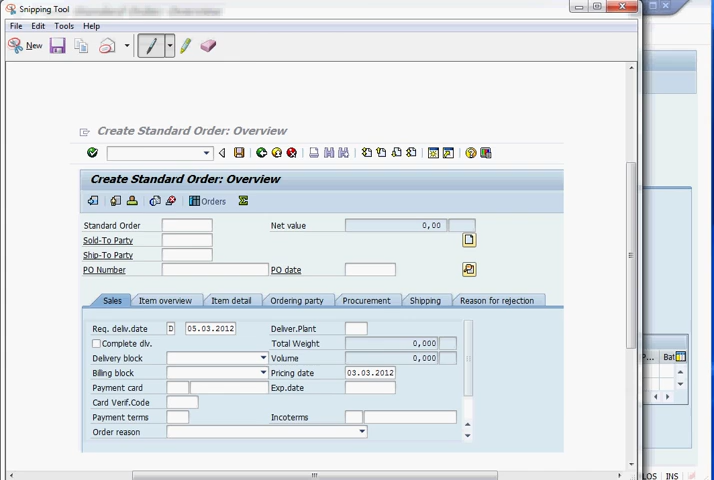 Snipping Tool
File Edit Tools Help
New
Create Standard Order: Overview
Create Standard Order: Overview
Orders
Standard Order Net value 0,00
Sold-To Party
Ship-To Party
PO Number PO date
Sales Item overview Item detail Ordering party Procurement Shipping Reason for rejection
Req. deliv.date D 05.03.2012 Deliver.Plant
Complete dlv. Total Weight 0,000
Delivery block Volume 0,000
Billing block Pricing date 03.03.2012
Payment card Exp.date
Card Verif.Code
Payment terms Incoterms
Order reason
P... Bat
INS